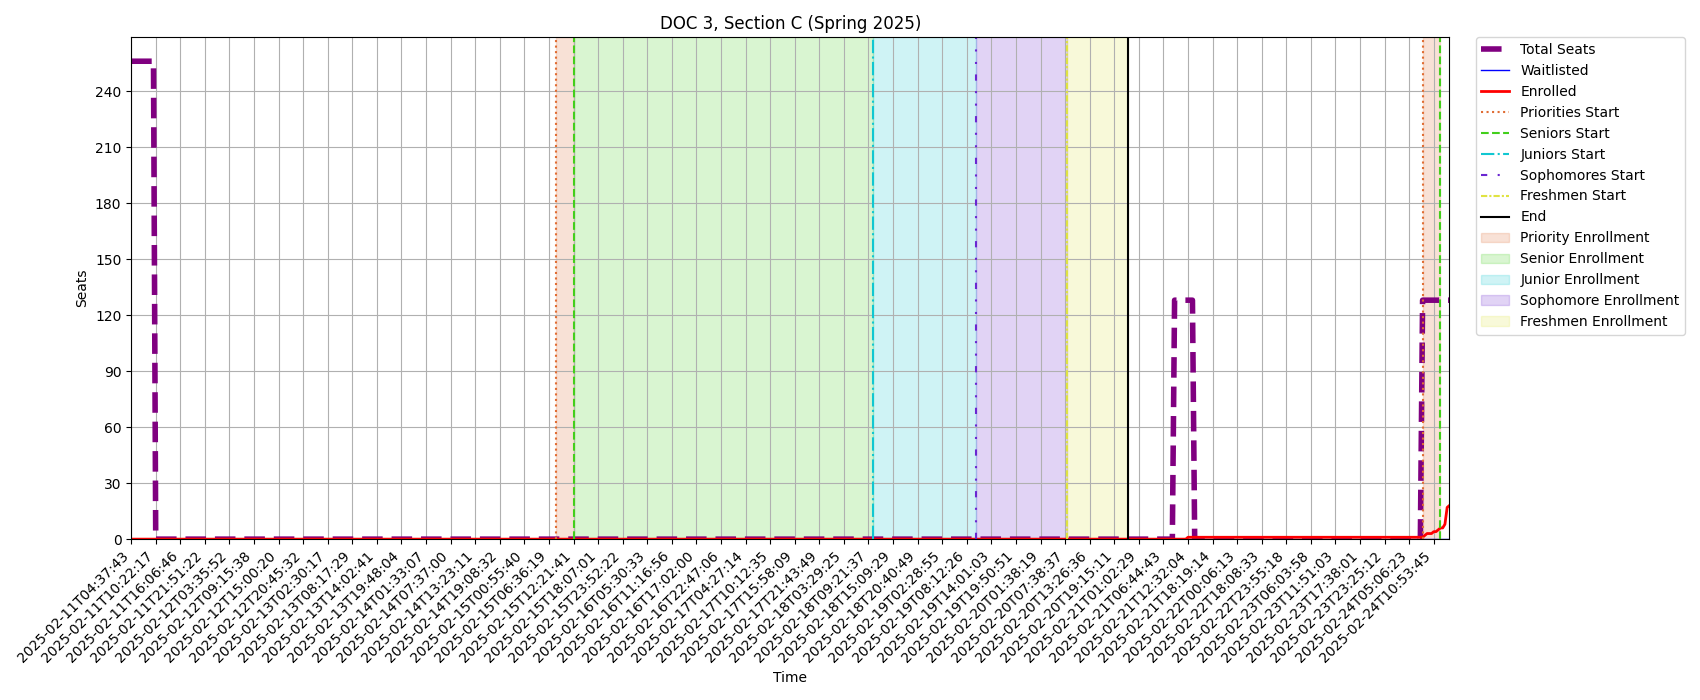 DOC 3, Section C (Spring 2025)
Seats
240
210
180
150
120
90
60
30
0
2025-02-11T04:37:43
2025-02-11T10:22:17
2025-02-11T16:06:46
2025-02-11T21:51:22
2025-02-12T03:35:52
2025-02-12T09:15:38
2025-02-12T15:00:20
2025-02-12T20:45:32
2025-02-13T02:30:17
2025-02-13T08:17:29
2025-02-13T14:02:41
2025-02-13T19:48:04
2025-02-14T01:33:07
2025-02-14T07:37:00
2025-02-14T13:23:11
2025-02-14T19:08:32
2025-02-15T00:55:40
2025-02-15T06:36:19
2025-02-15T12:21:41
2025-02-15T18:07:01
2025-02-15T23:52:22
2025-02-16T05:30:33
2025-02-16T11:16:56
2025-02-16T17:02:00
2025-02-16T22:47:06
2025-02-17T04:27:14
2025-02-17T10:12:35
2025-02-17T15:58:09
2025-02-17T21:43:49
2025-02-18T03:29:25
2025-02-18T09:21:37
2025-02-18T15:09:29
2025-02-18T20:40:49
2025-02-19T02:28:55
2025-02-19T08:12:26
2025-02-19T14:01:03
2025-02-19T19:50:51
2025-02-20T01:38:19
2025-02-20T07:38:37
2025-02-20T13:26:36
2025-02-20T19:15:11
2025-02-21T01:02:29
2025-02-21T06:44:43
2025-02-21T12:32:04
2025-02-21T18:19:14
2025-02-22T00:06:13
2025-02-22T18:08:33
2025-02-22T23:55:18
2025-02-23T06:03:58
2025-02-23T11:51:03
2025-02-23T17:38:01
2025-02-23T23:25:12
2025-02-24T05:06:23
2025-02-24T10:53:45
Time
Total Seats
Waitlisted
Enrolled
Priorities Start
Seniors Start
Juniors Start
Sophomores Start
Freshmen Start
End
Priority Enrollment
Senior Enrollment
Junior Enrollment
Sophomore Enrollment
Freshmen Enrollment